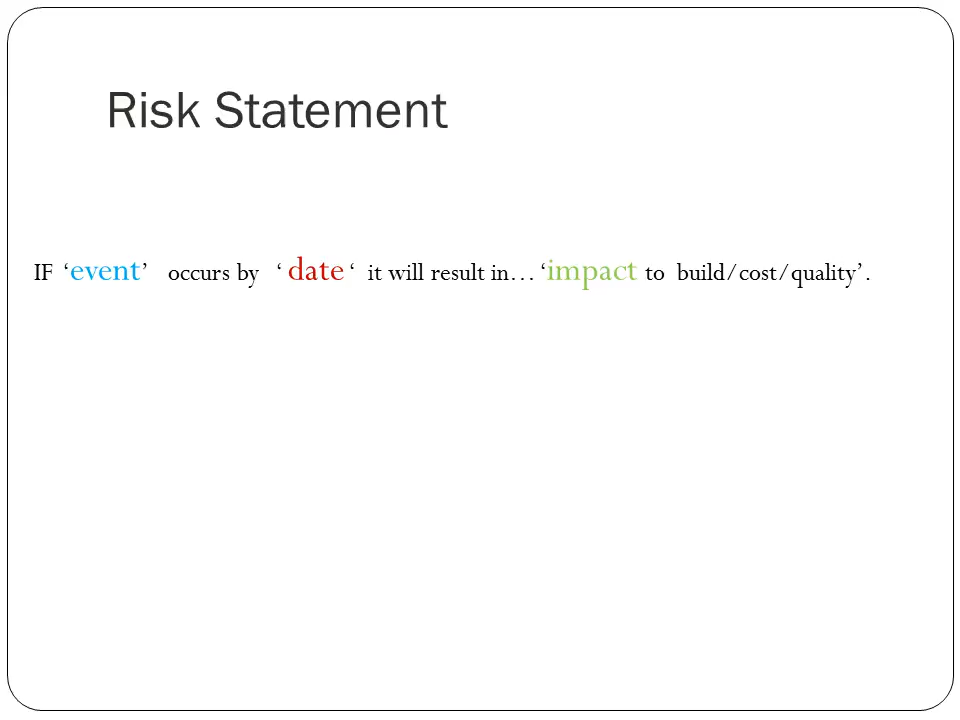 Risk Statement
IF ‘event’ occurs by ‘ date ‘ it will result in… ‘impact to build/cost/quality’.